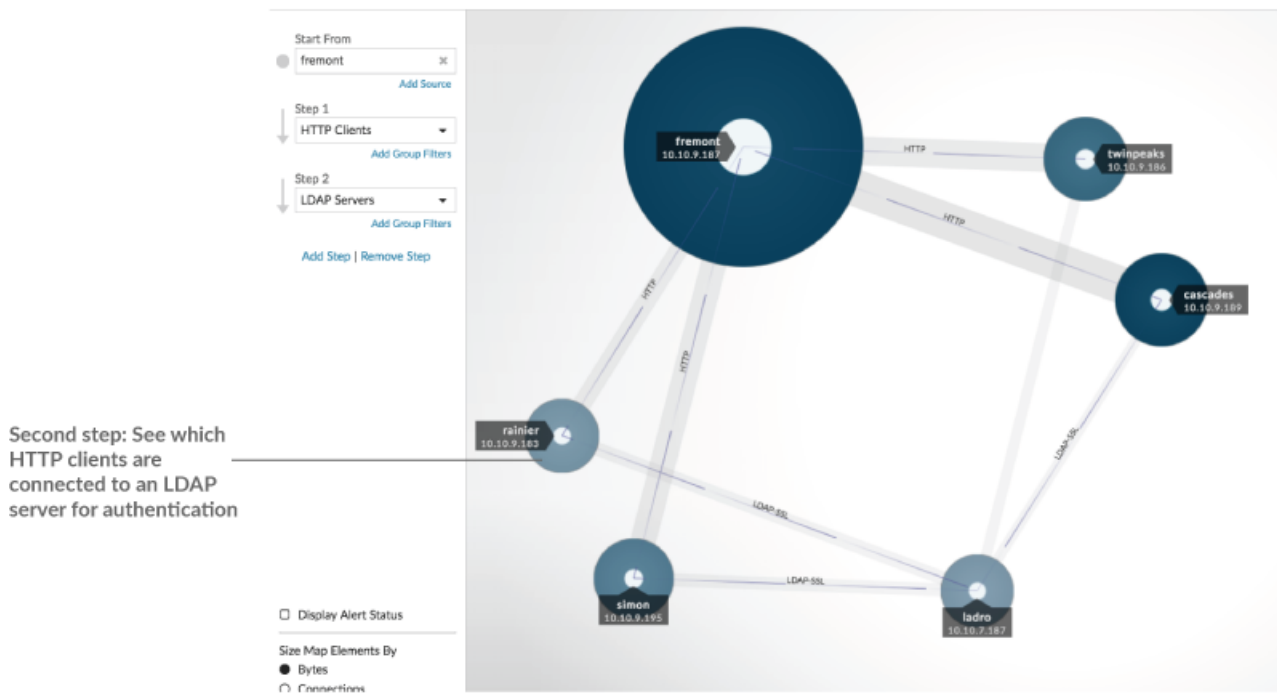 Start From
fremont
Add Source
Step 1
HTTP Clients
Add Group Filters
Step 2
LDAP Servers
Add Group Filters
Add Step | Remove Step
Second step: See which
HTTP clients are
connected to an LDAP
server for authentication
Display Alert Status
Size Map Elements By
Bytes
Connections
fremont
10.10.9.187
HTTP
twinpeaks
10.10.9.186
HTTP
cascades
10.10.9.189
HTTP
HTTP
rainier
10.10.9.183
LDAP-SSL
LDAP-SSL
simon
10.10.9.195
LDAP-SSL
ladro
10.10.7.187